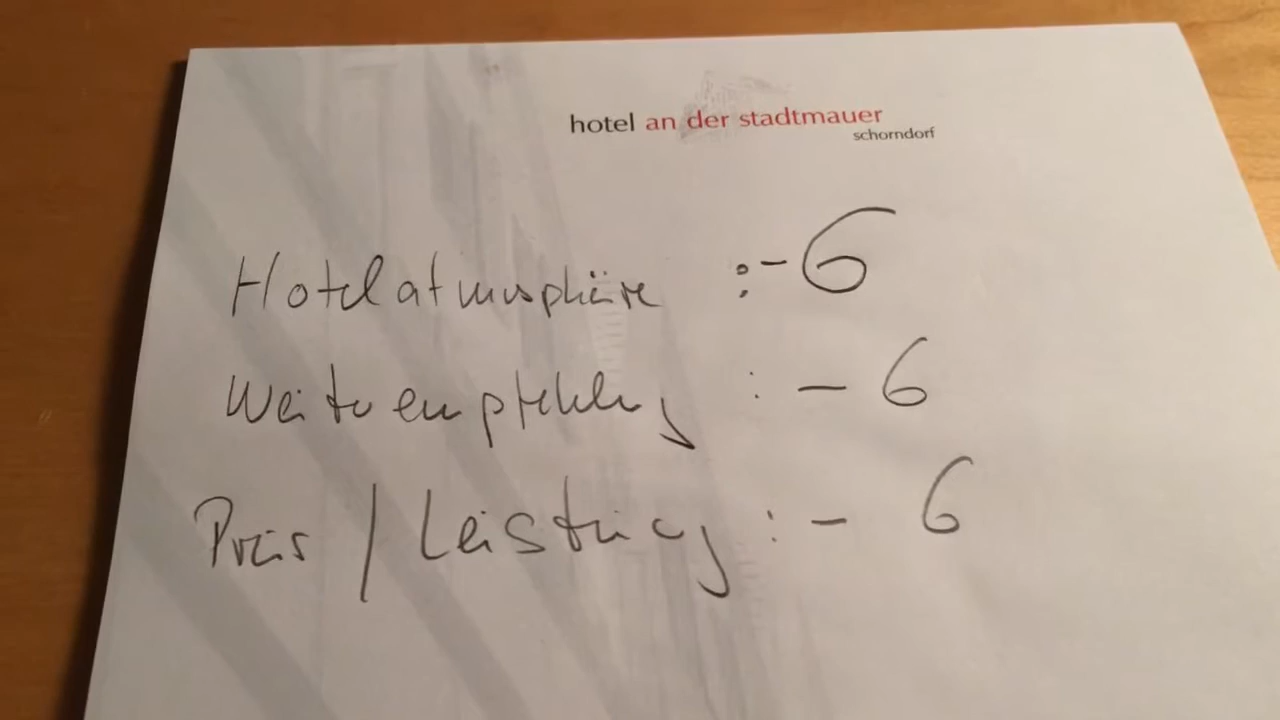 hotel an der stadtmauer
schorndorf
Hotelatmosphäre : - 6
Weiterempfehlung : - 6
Preis / Leistung : - 6